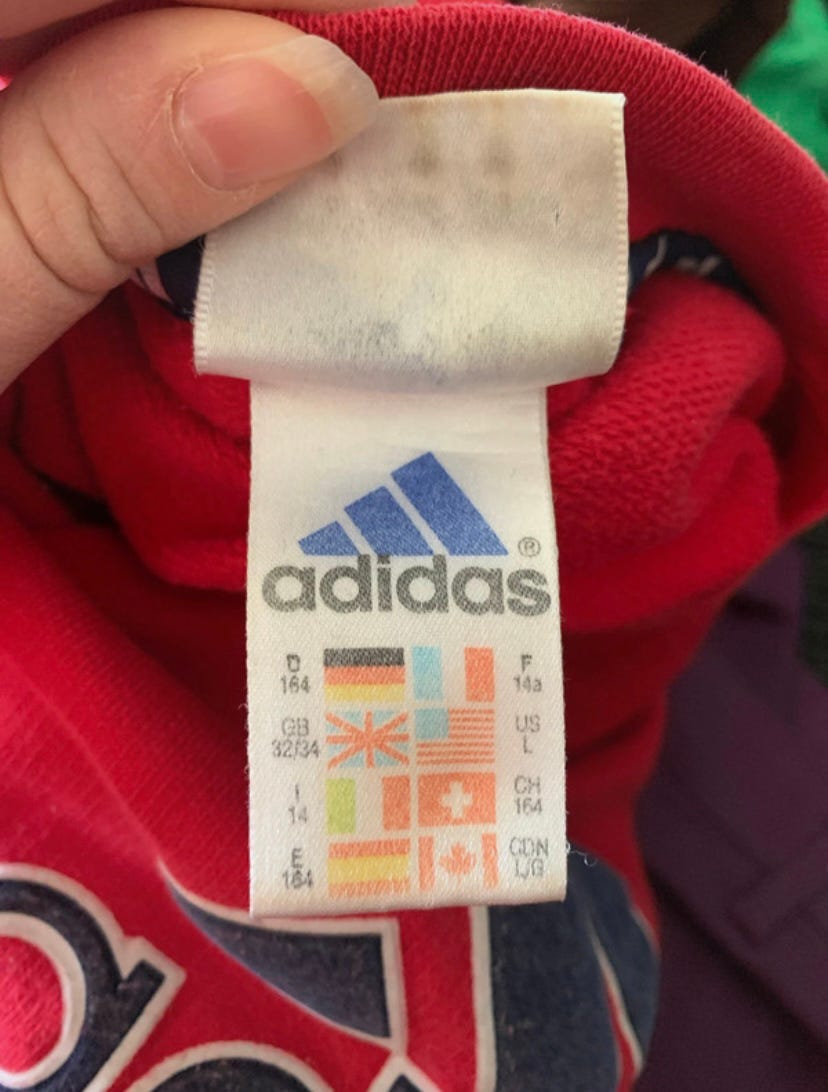 ®
adidas
D F
164 14a
GB US
32/34 L
I CH
14 164
E CDN
164 L/G